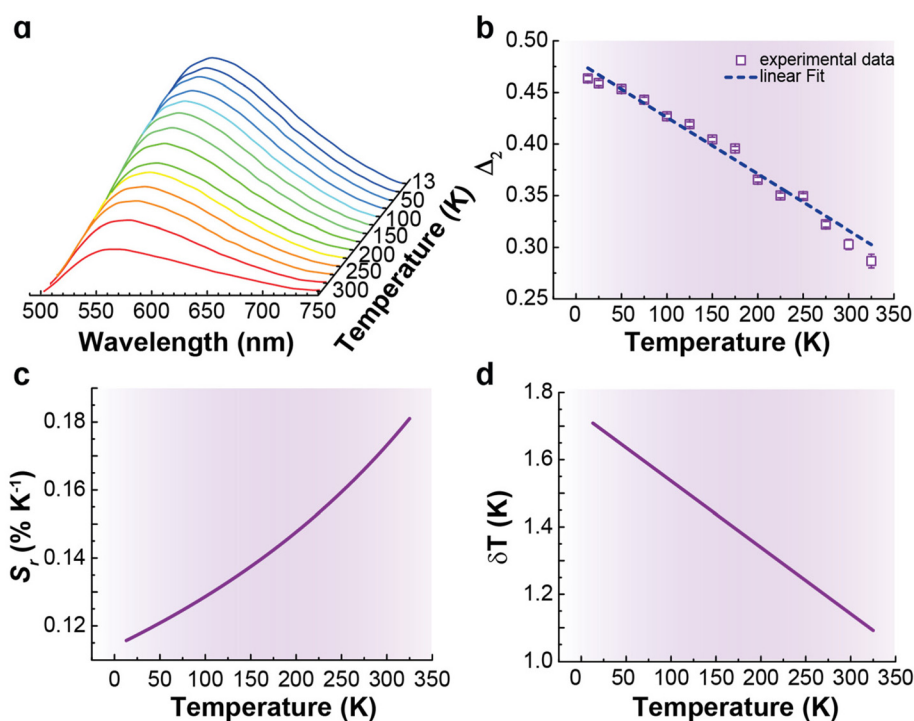 a
13
50
100
150
200
250
300
Temperature (K)
500 550 600 650 700 750
Wavelength (nm)
b
0.50
0.45
0.40
0.35
0.30
0.25
Δ2
experimental data
linear Fit
0 50 100 150 200 250 300 350
Temperature (K)
c
0.18
0.16
0.14
0.12
Sr (% K-1)
0 50 100 150 200 250 300 350
Temperature (K)
d
1.8
1.6
1.4
1.2
1.0
δT (K)
0 50 100 150 200 250 300 350
Temperature (K)